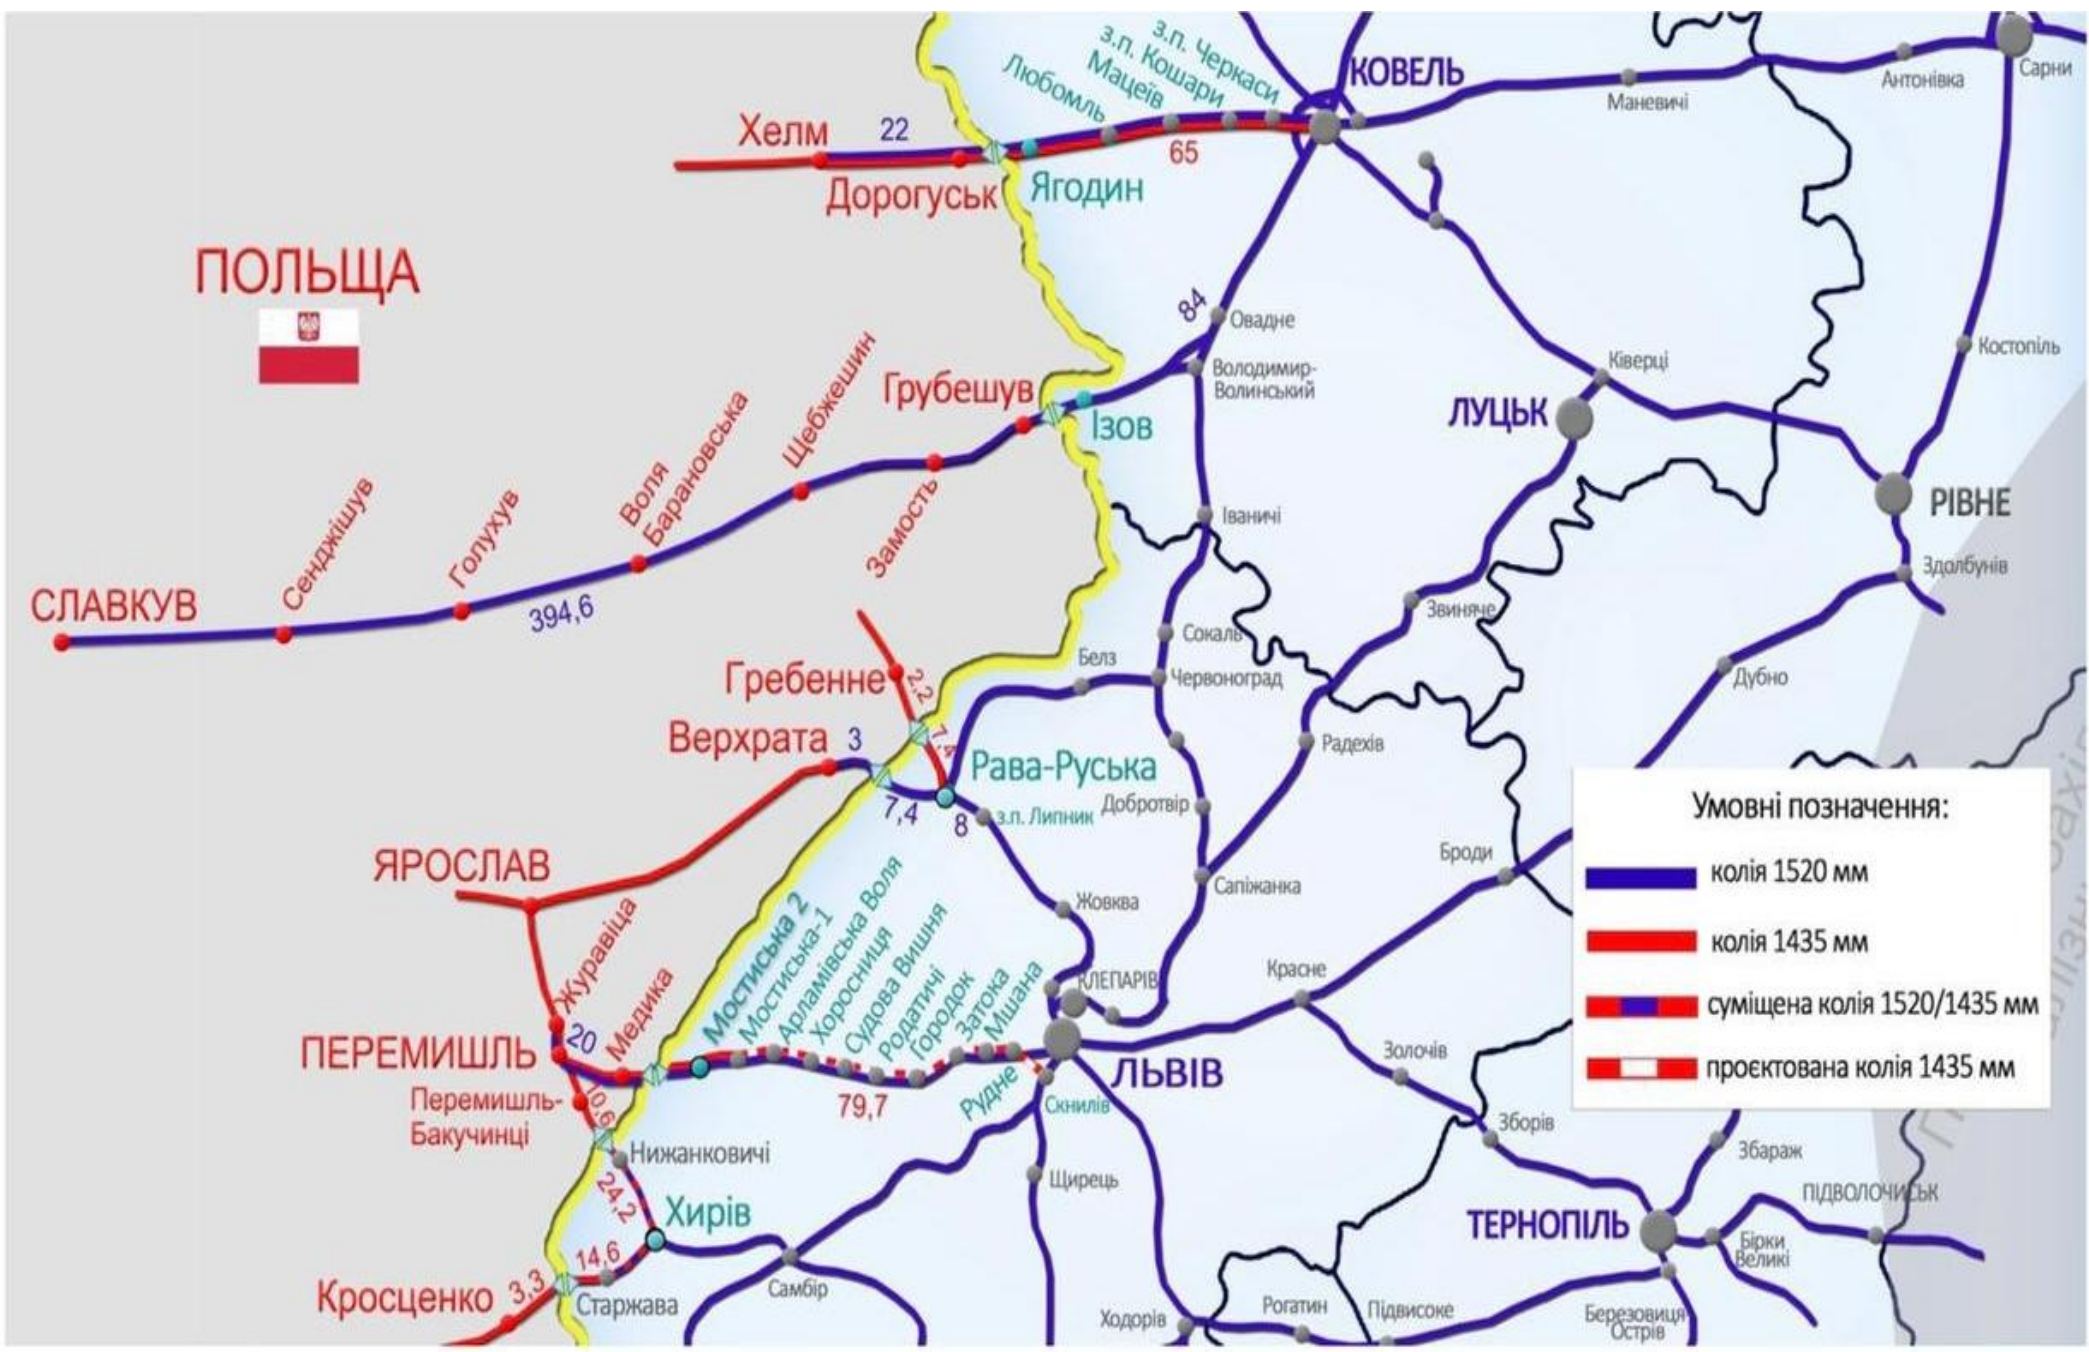 з.п. Черкаси
з.п. Кошари
Мацеїв
Любомль
КОВЕЛЬ
Маневичі
Антонівка
Сарни
Хелм
22
65
Дорогуськ
Ягодин
ПОЛЬЩА
84
Овадне
Володимир-
Волинський
Ківерці
Костопіль
Грубешув
Ізов
ЛУЦЬК
РІВНЕ
Щебжешин
Воля
Барановська
Замость
Голухув
Сенджішув
СЛАВКУВ
394,6
Іваничі
Здолбунів
Звиняче
Сокаль
Белз
Червоноград
Дубно
Гребенне
2,2
7,4
Верхрата
3
Рава-Руська
7,4
8
з.п. Липник
Добротвір
Радехів
Умовні позначення:
колія 1520 мм
колія 1435 мм
суміщена колія 1520/1435 мм
проєктована колія 1435 мм
ЯРОСЛАВ
Броди
Сапіжанка
Жовква
Журавіца
Медика
Мостиська 2
Мостиська-1
Арламівська Воля
Хоросниця
Судова Вишня
Родатичі
Городок
Затока
Мшана
КЛЕПАРІВ
Красне
ПЕРЕМИШЛЬ
20
79,7
Рудне
Скнилів
ЛЬВІВ
Золочів
Перемишль-
Бакучинці
10,6
Нижанковичі
24,2
Щирець
Зборів
Збараж
ПІДВОЛОЧИСЬК
Хирів
ТЕРНОПІЛЬ
Бірки
Великі
14,6
3,3
Кросценко
Старжава
Самбір
Ходорів
Рогатин
Підвисоке
Березовиця
Острів